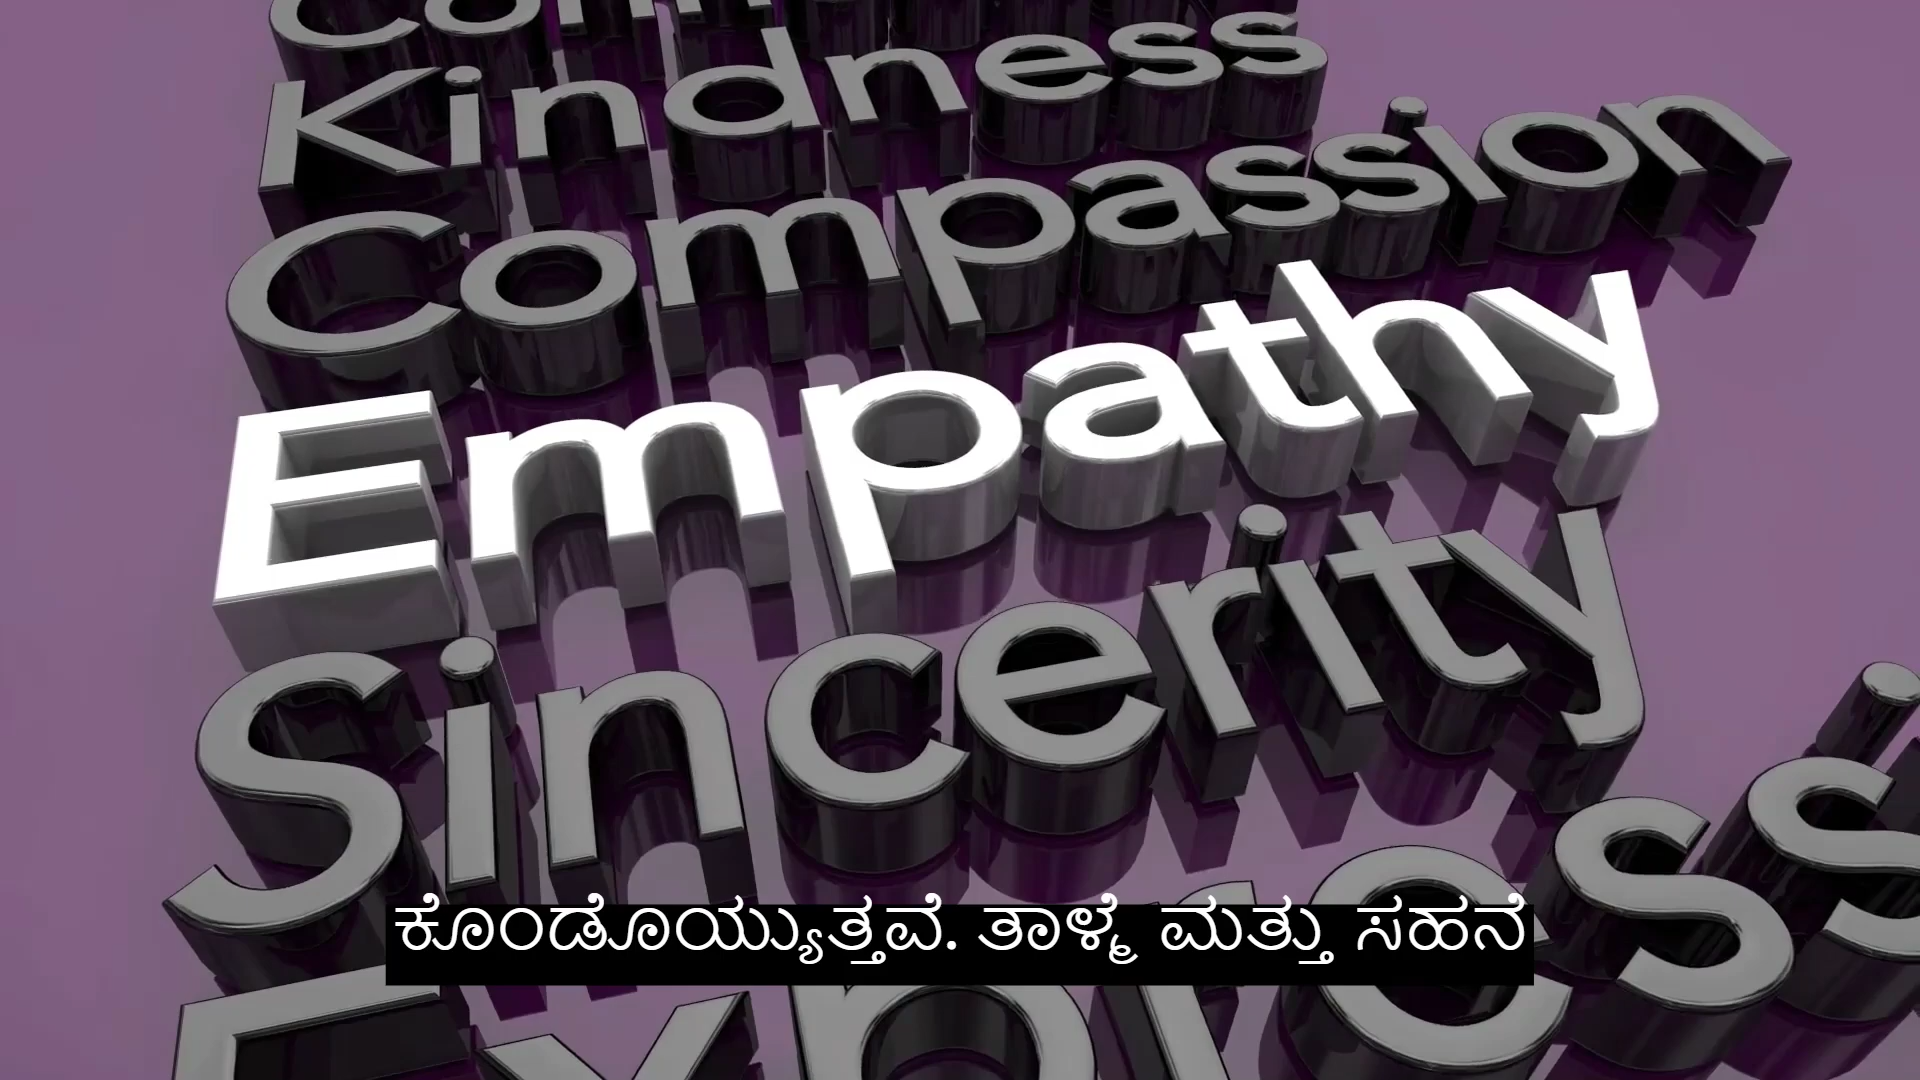 Kindness
Compassion
Empathy
Sincerity
ಕೊಂಡೊಯ್ಯುತ್ತವೆ. ತಾಳ್ಮೆ ಮತ್ತು ಸಹನೆ